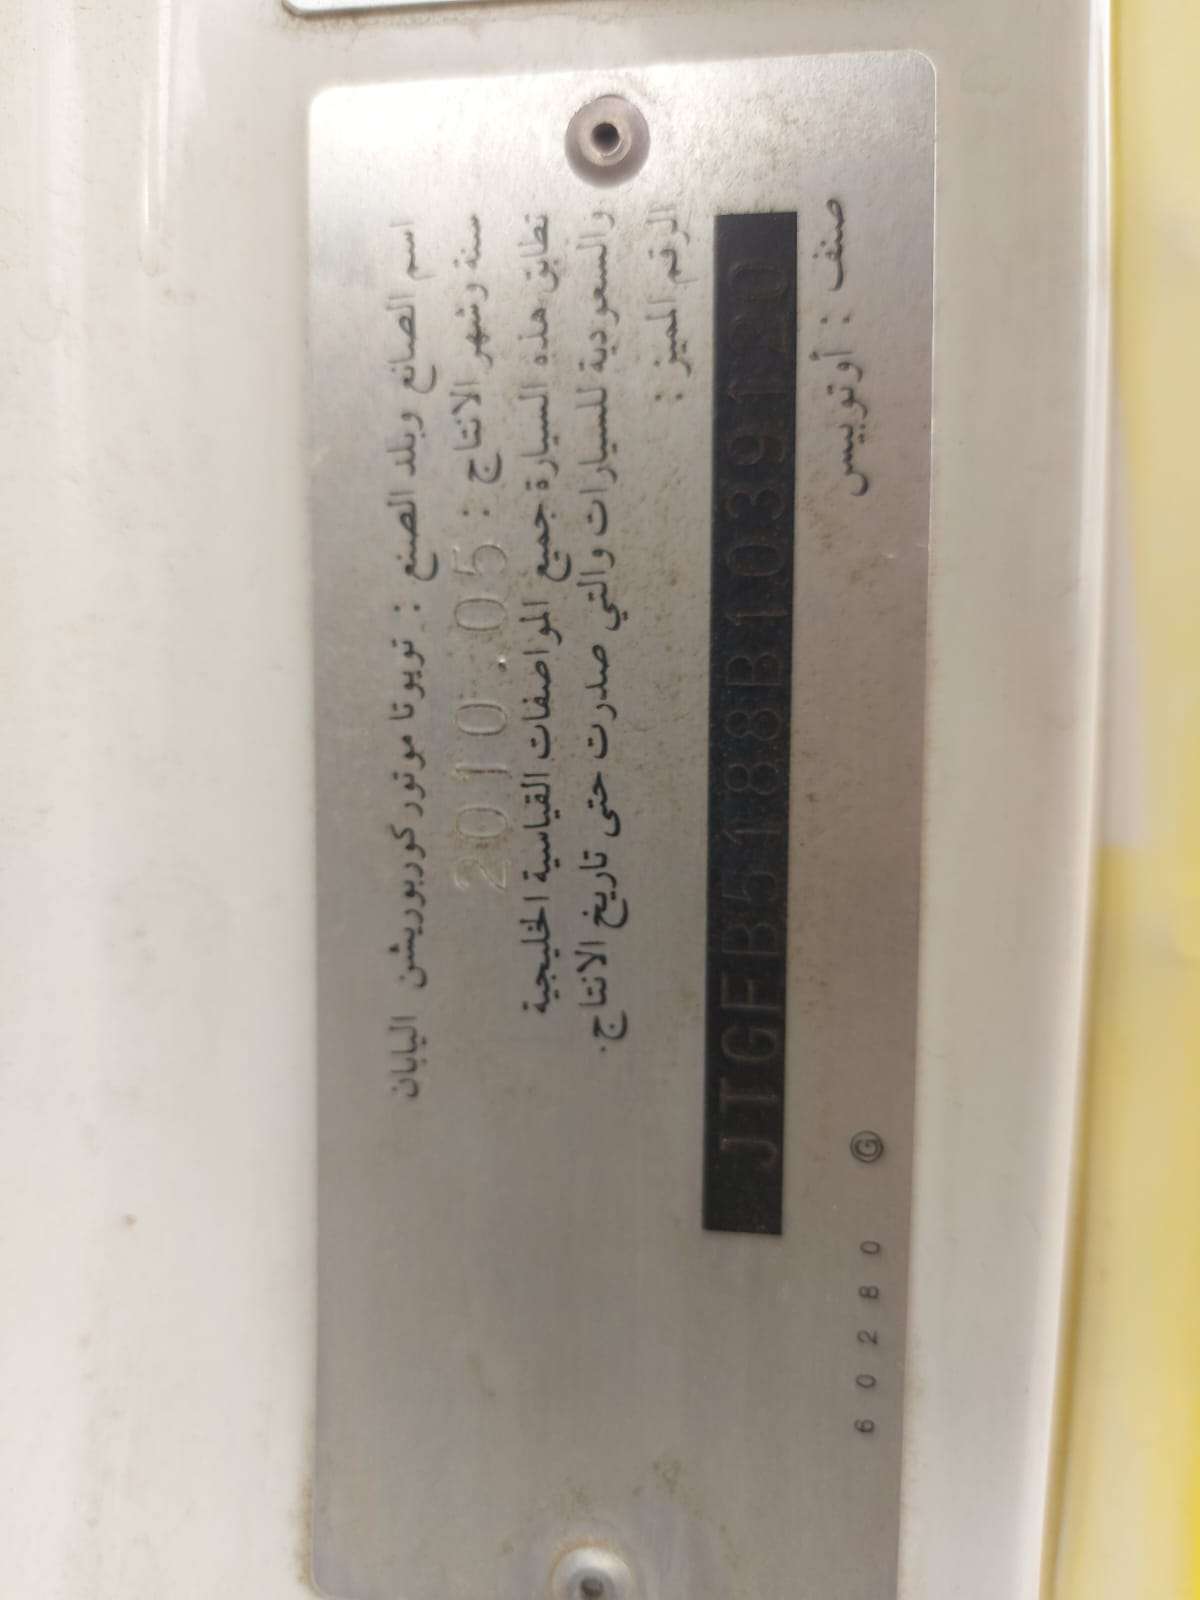 اسم الصانع وبلد الصنع : تويوتا موتور كوربوريشن اليابان
سنة وشهر الانتاج : 2010.05
تطابق هذه السيارة جميع المواصفات القياسية الخليجية
والسعودية للسيارات والتي صدرت حتى تاريخ الانتاج.
الرقم المميز :
JTGFB5188B1039120
صنف : أوتوبيس
60280 G